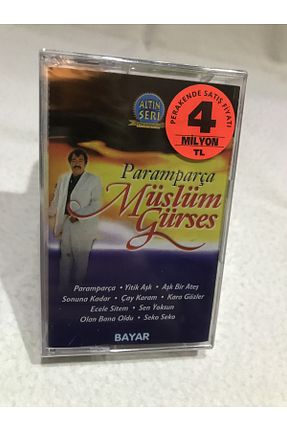 ALTIN
SERİ
PERAKENDE SATIŞ FİYATI
4
MİLYON
TL
Paramparça
Müslüm
Gürses
Paramparça • Yitik Aşk • Aşk Bir Ateş
Sonuna Kadar • Çay Karam • Kara Gözler
Ecele Sitem • Sen Yoksun
Olan Bana Oldu • Seko Seko
BAYAR